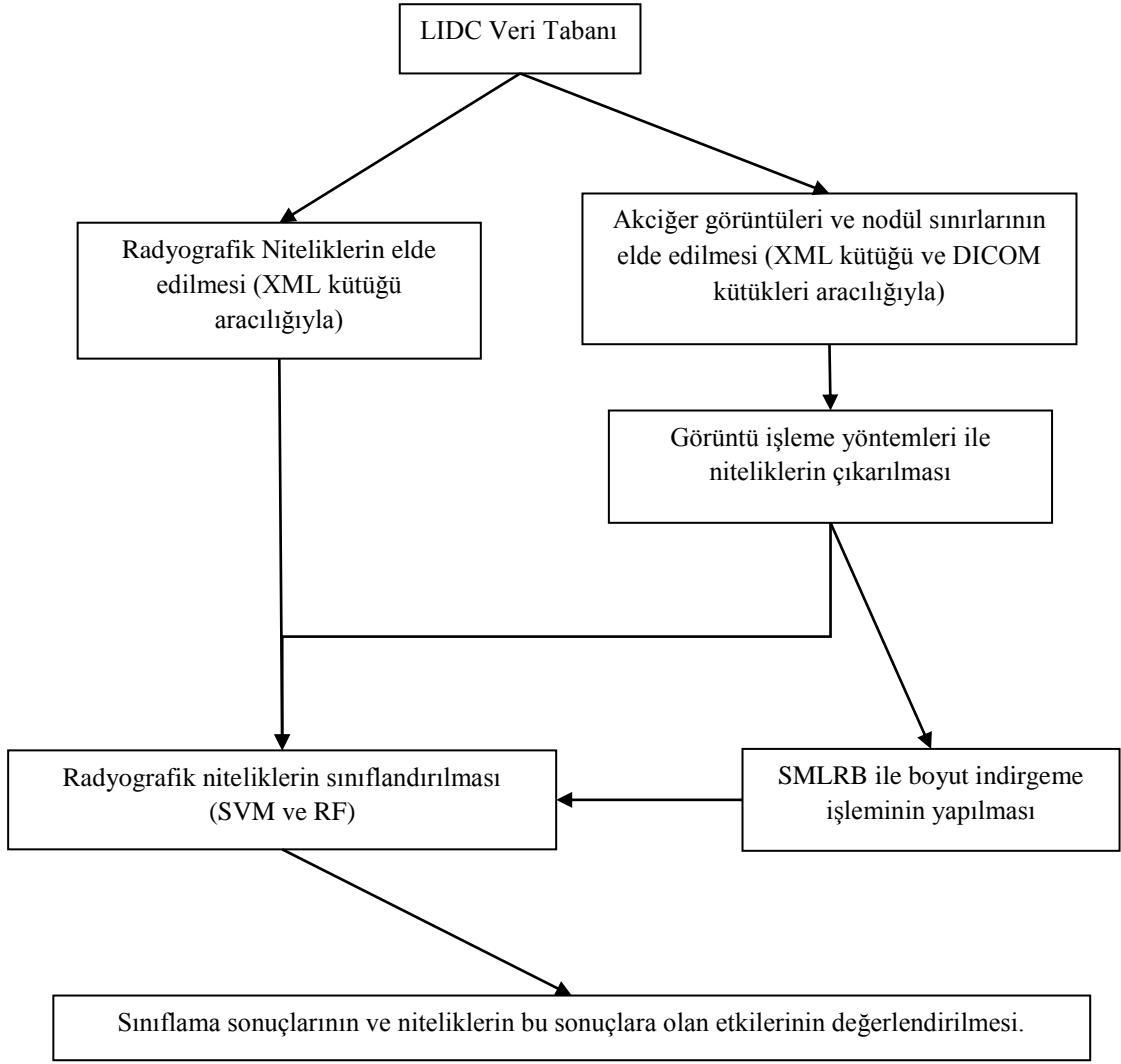 LIDC Veri Tabanı
Radyografik Niteliklerin elde
edilmesi (XML kütüğü
aracılığıyla)
Akciğer görüntüleri ve nodül sınırlarının
elde edilmesi (XML kütüğü ve DICOM
kütükleri aracılığıyla)
Görüntü işleme yöntemleri ile
niteliklerin çıkarılması
Radyografik niteliklerin sınıflandırılması
(SVM ve RF)
SMLRB ile boyut indirgeme
işleminin yapılması
Sınıflama sonuçlarının ve niteliklerin bu sonuçlara olan etkilerinin değerlendirilmesi.